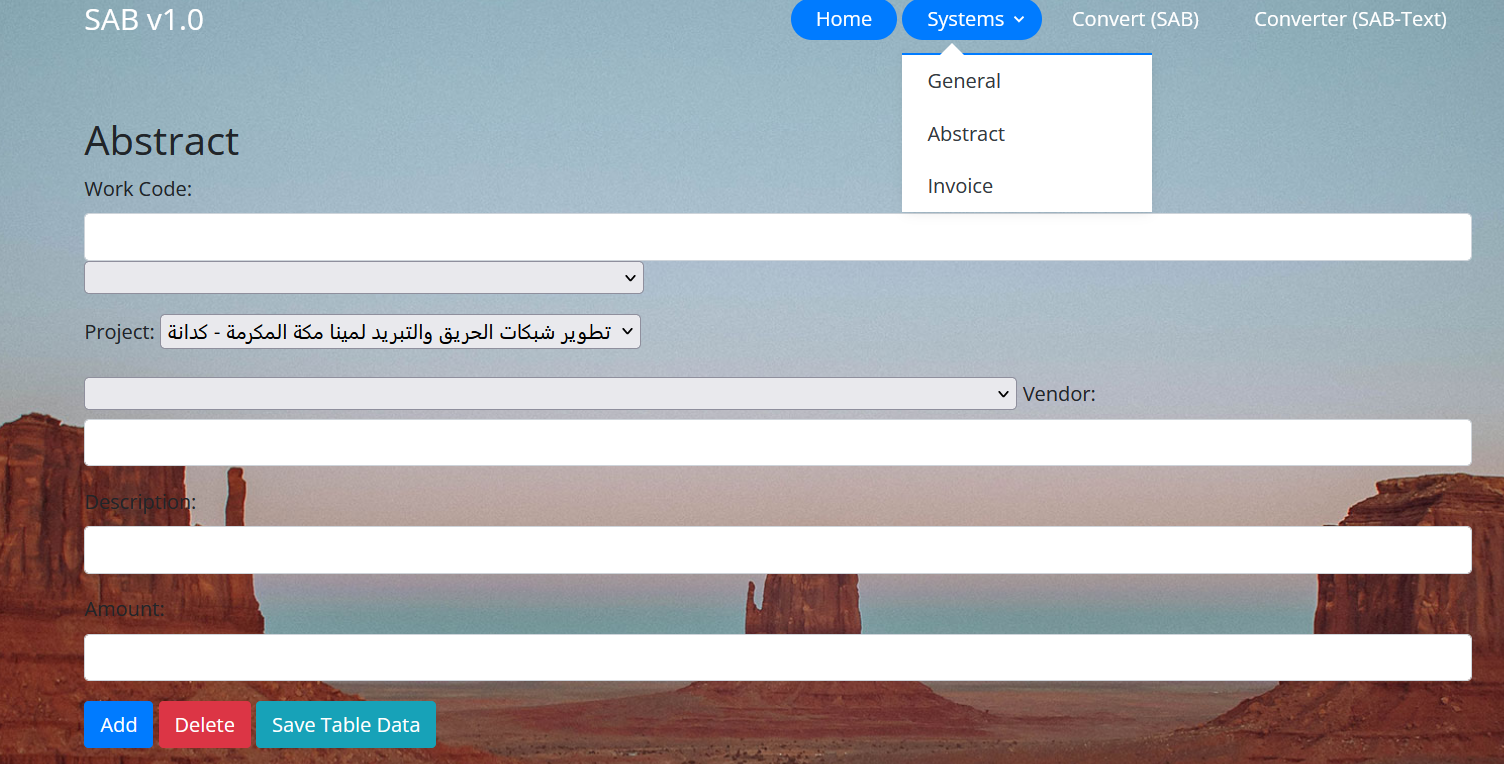 SAB v1.0
Home
Systems
Convert (SAB)
Converter (SAB-Text)
General
Abstract
Invoice
Abstract
Work Code:
Project:
تطوير شبكات الحريق والتبريد لمينا مكة المكرمة - كدانة
Vendor:
Description:
Amount:
Add
Delete
Save Table Data